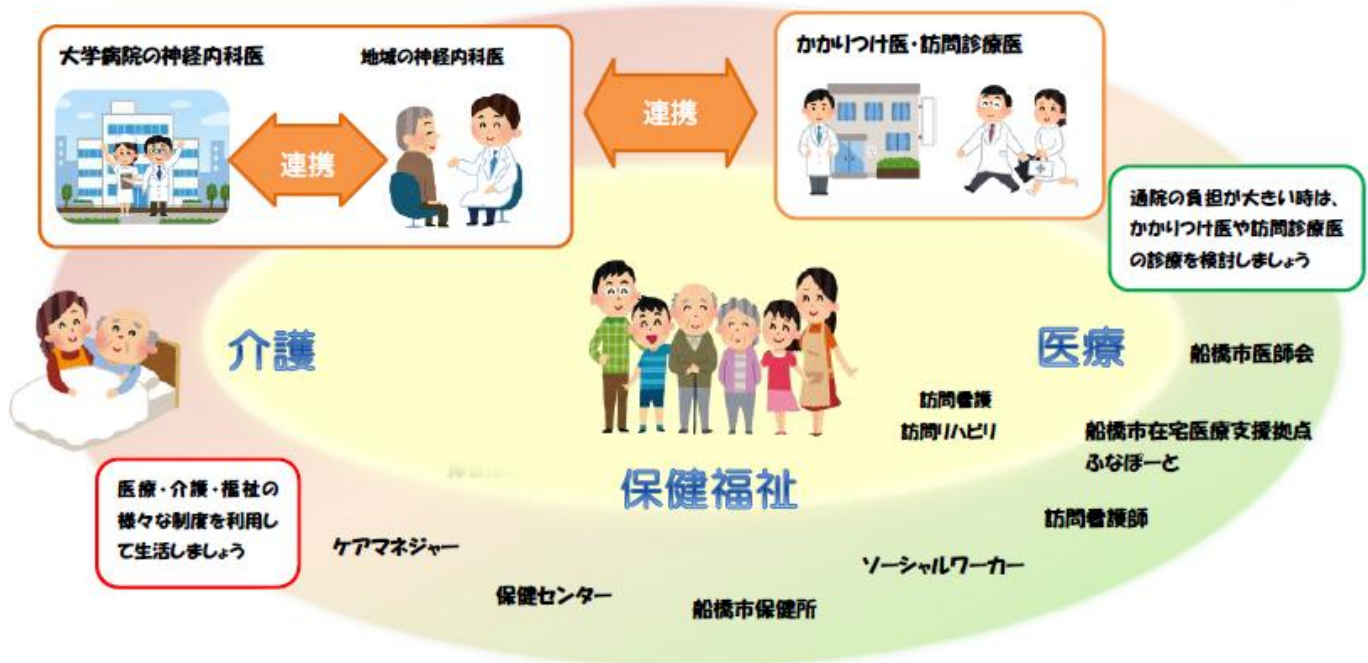 大学病院の神経内科医
地域の神経内科医
連携
連携
かかりつけ医・訪問診療医
通院の負担が大きい時は、
かかりつけ医や訪問診療医
の診療を検討しましょう
介護
医療
船橋市医師会
訪問看護
訪問リハビリ
船橋市在宅医療支援拠点
ふなぽーと
保健福祉
医療・介護・福祉の
様々な制度を利用し
て生活しましょう
訪問看護師
ケアマネジャー
ソーシャルワーカー
保健センター
船橋市保健所